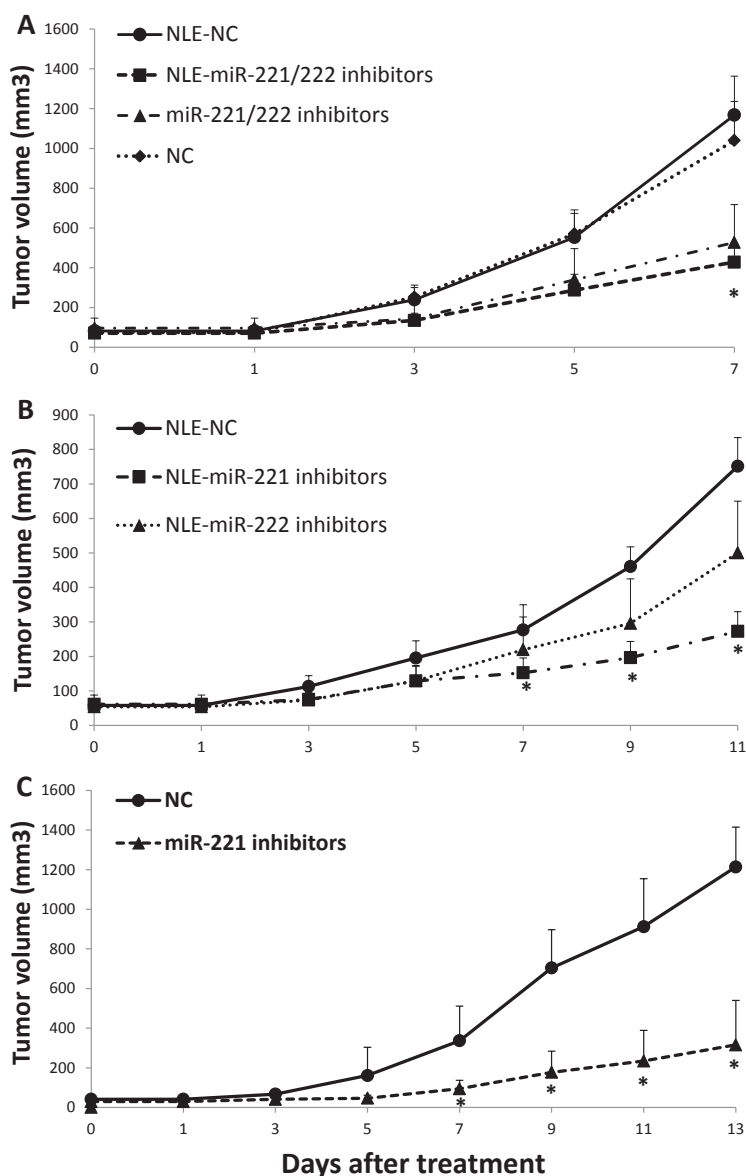 A
1600
1400
1200
1000
800
600
400
200
0
Tumor volume (mm3)
NLE-NC
NLE-miR-221/222 inhibitors
miR-221/222 inhibitors
NC
*
0 1 3 5 7
B
900
800
700
600
500
400
300
200
100
0
Tumor volume (mm3)
NLE-NC
NLE-miR-221 inhibitors
NLE-miR-222 inhibitors
* * *
0 1 3 5 7 9 11
C
1600
1400
1200
1000
800
600
400
200
0
Tumor volume (mm3)
NC
miR-221 inhibitors
* * * *
0 1 3 5 7 9 11 13
Days after treatment